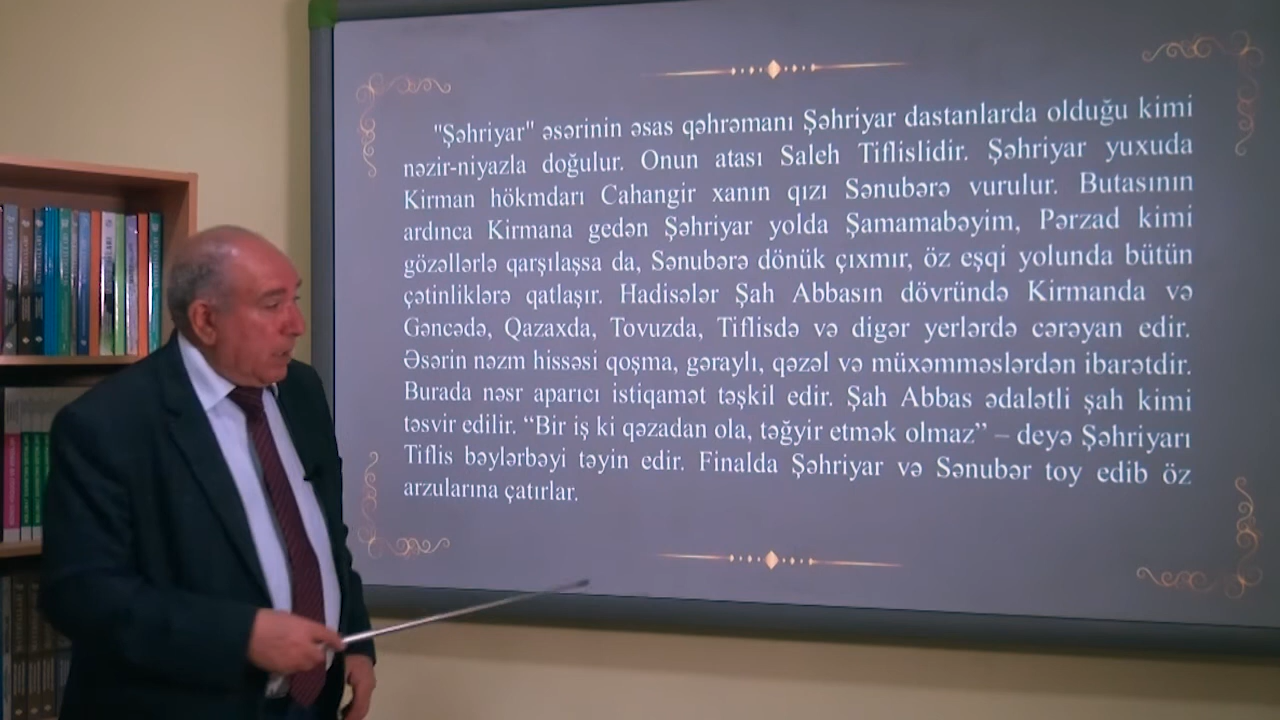 "Şəhriyar" əsərinin əsas qəhrəmanı Şəhriyar dastanlarda olduğu kimi
nəzir-niyazla doğulur. Onun atası Saleh Tiflislidir. Şəhriyar yuxuda
Kirman hökmdarı Cahangir xanın qızı Sənubərə vurulur. Butasının
ardınca Kirmana gedən Şəhriyar yolda Şamamabəyim, Pərzad kimi
gözəllərlə qarşılaşsa da, Sənubərə dönük çıxmır, öz eşqi yolunda bütün
çətinliklərə qatlaşır. Hadisələr Şah Abbasın dövründə Kirmanda və
Gəncədə, Qazaxda, Tovuzda, Tiflisdə və digər yerlərdə cərəyan edir.
Əsərin nəzm hissəsi qoşma, gəraylı, qəzəl və müxəmməslərdən ibarətdir.
Burada nəsr aparıcı istiqamət təşkil edir. Şah Abbas ədalətli şah kimi
təsvir edilir. “Bir iş ki qəzadan ola, təğyir etmək olmaz” – deyə Şəhriyarı
Tiflis bəylərbəyi təyin edir. Finalda Şəhriyar və Sənubər toy edib öz
arzularına çatırlar.